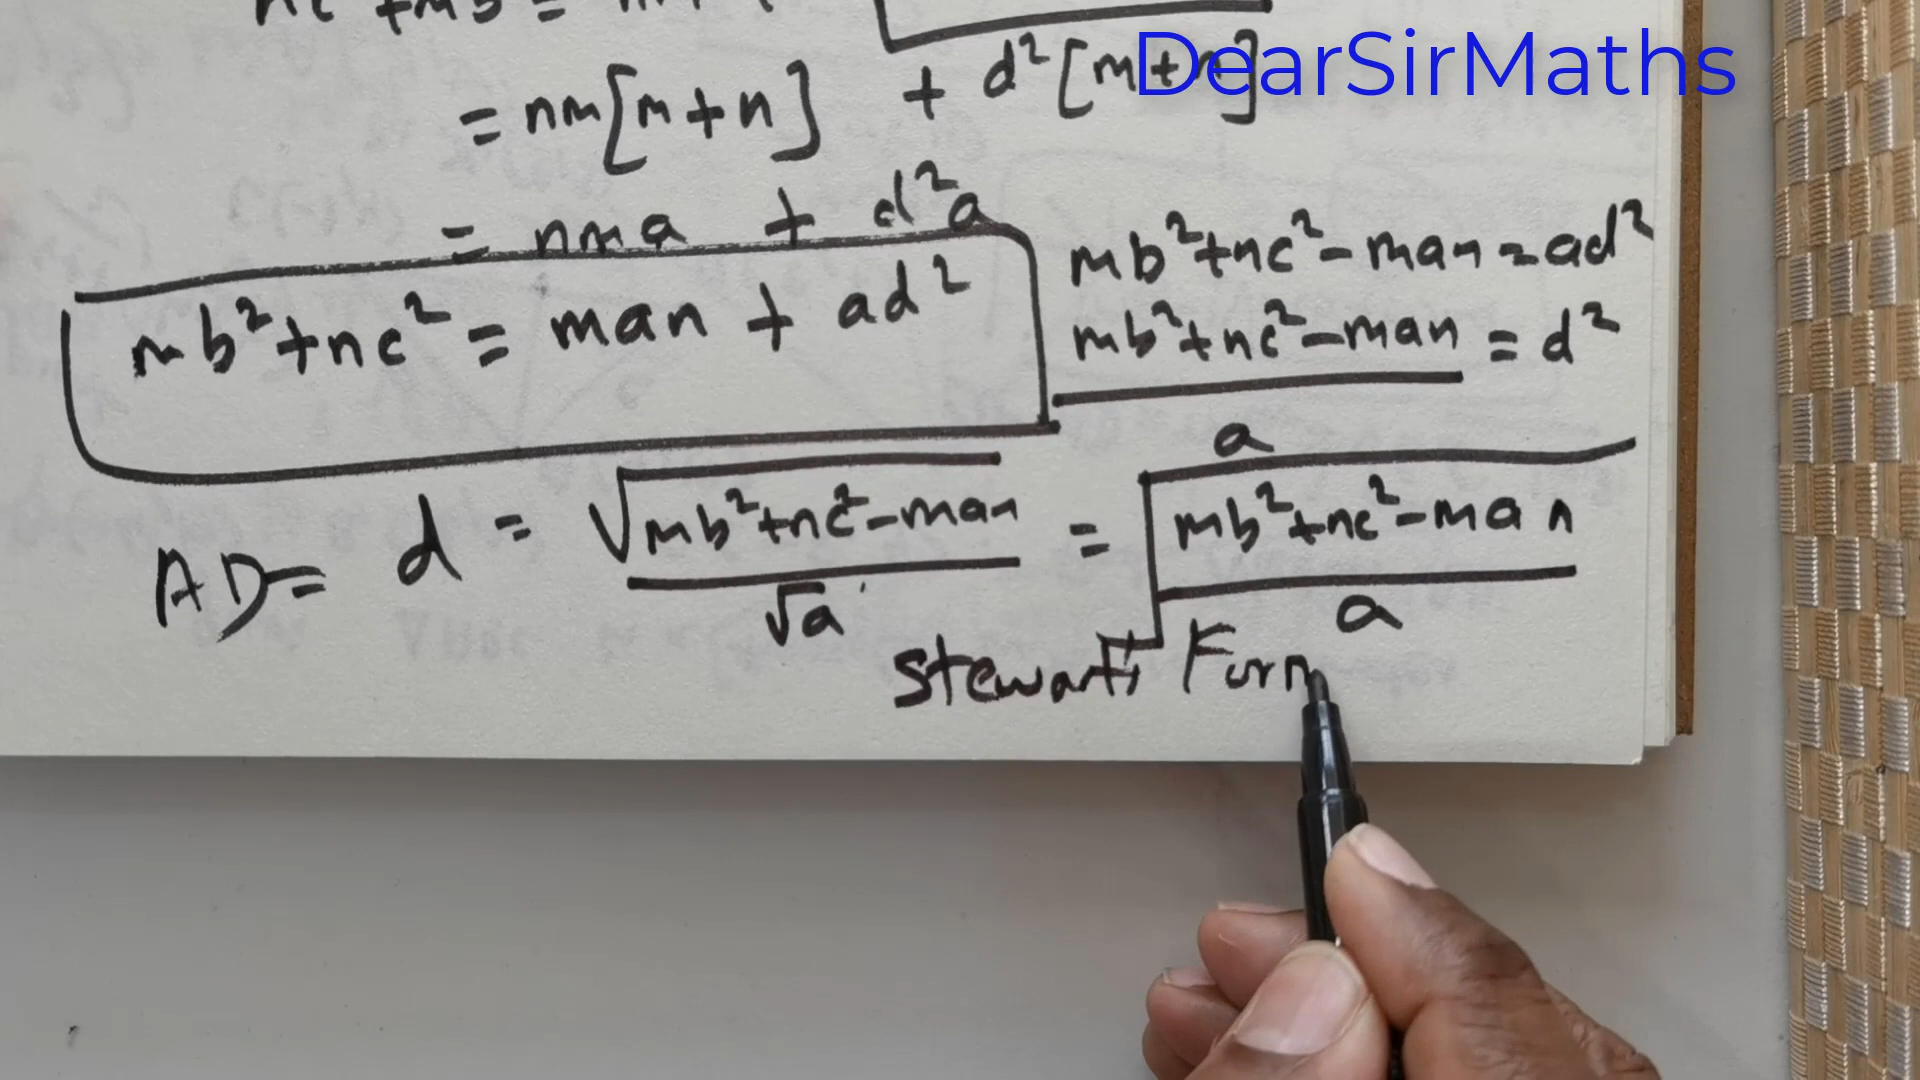 DearSirMaths
= nm[m+n] + d²[m+n]
= nma + d²a
mb²+nc² = man + ad²
mb²+nc²-man=ad²
mb²+nc²-man = d²
a
AD= d = √mb²+nc²-man = √mb²+nc²-man
√a a
Stewart's Form